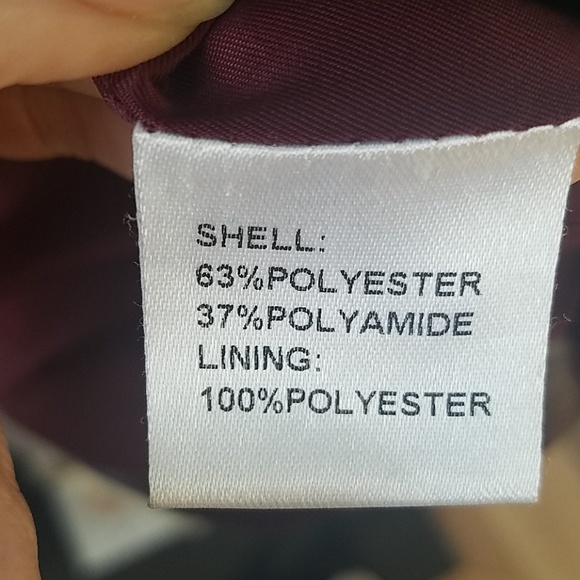 SHELL:
63%POLYESTER
37%POLYAMIDE
LINING:
100%POLYESTER